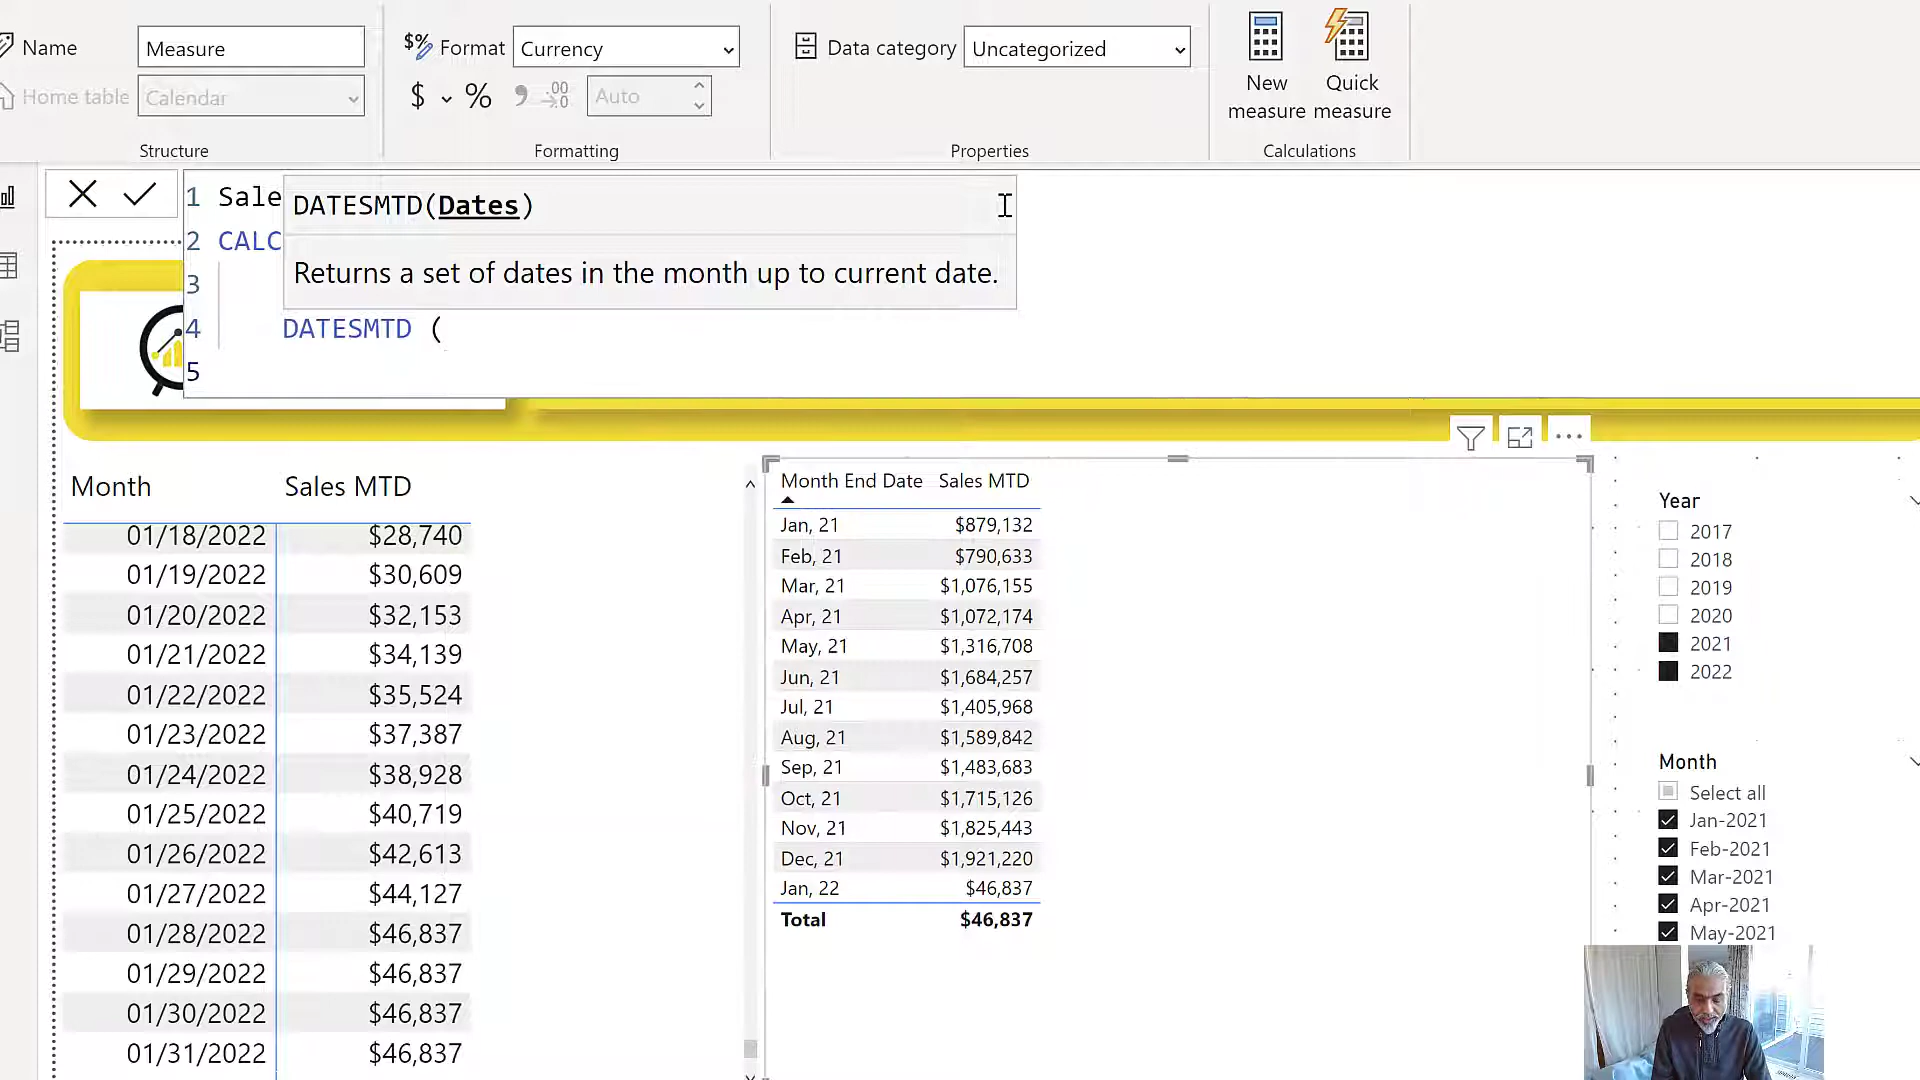 Name
Measure
Format
Currency
Data category
Uncategorized
New measure
Quick measure
Home table
Calendar
$
%
,
.00
→.0
Auto
Structure
Formatting
Properties
Calculations
1 Sale
DATESMTD(Dates)
2 CALC
Returns a set of dates in the month up to current date.
3
4 DATESMTD (
5
Month Sales MTD
01/18/2022 $28,740
01/19/2022 $30,609
01/20/2022 $32,153
01/21/2022 $34,139
01/22/2022 $35,524
01/23/2022 $37,387
01/24/2022 $38,928
01/25/2022 $40,719
01/26/2022 $42,613
01/27/2022 $44,127
01/28/2022 $46,837
01/29/2022 $46,837
01/30/2022 $46,837
01/31/2022 $46,837
Month End Date Sales MTD
Jan, 21 $879,132
Feb, 21 $790,633
Mar, 21 $1,076,155
Apr, 21 $1,072,174
May, 21 $1,316,708
Jun, 21 $1,684,257
Jul, 21 $1,405,968
Aug, 21 $1,589,842
Sep, 21 $1,483,683
Oct, 21 $1,715,126
Nov, 21 $1,825,443
Dec, 21 $1,921,220
Jan, 22 $46,837
Total $46,837
Year
2017
2018
2019
2020
2021
2022
Month
Select all
Jan-2021
Feb-2021
Mar-2021
Apr-2021
May-2021